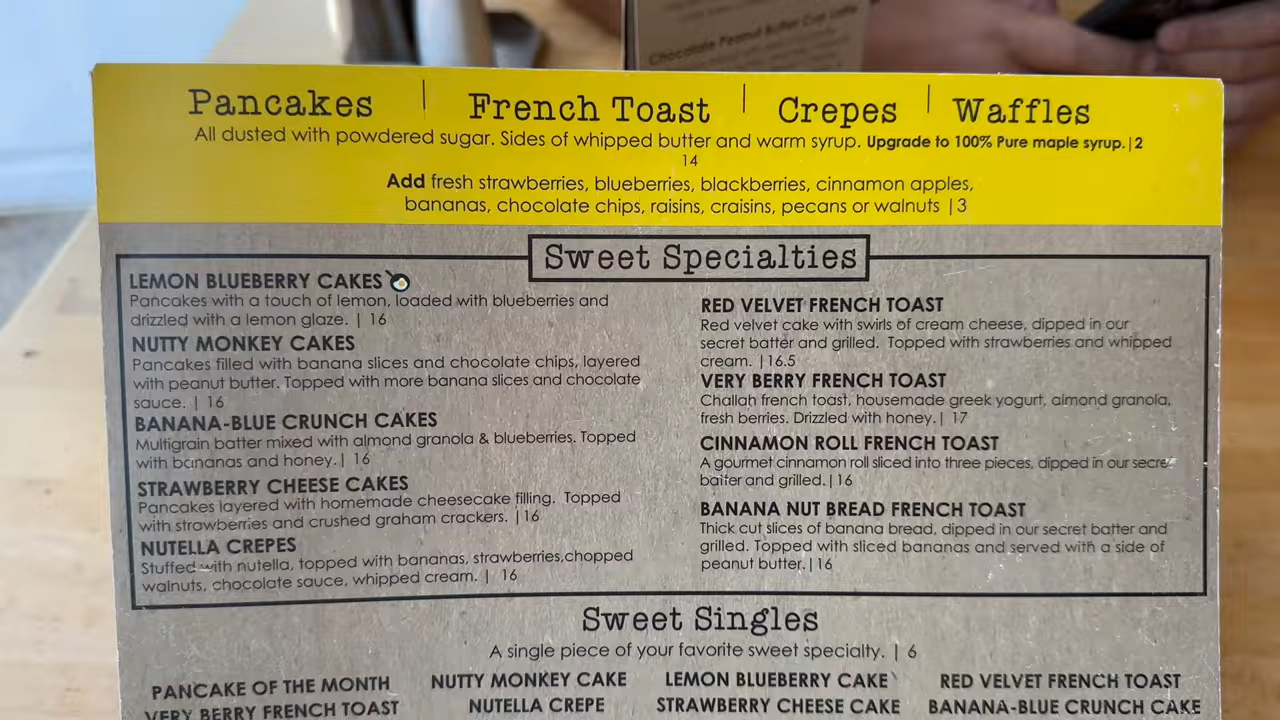 Chocolate Peanut Butter Cup Latte
Pancakes | French Toast | Crepes | Waffles
All dusted with powdered sugar. Sides of whipped butter and warm syrup. Upgrade to 100% Pure maple syrup.|2
14
Add fresh strawberries, blueberries, blackberries, cinnamon apples,
bananas, chocolate chips, raisins, craisins, pecans or walnuts |3
Sweet Specialties
LEMON BLUEBERRY CAKES
Pancakes with a touch of lemon, loaded with blueberries and
drizzled with a lemon glaze. | 16
NUTTY MONKEY CAKES
Pancakes filled with banana slices and chocolate chips, layered
with peanut butter. Topped with more banana slices and chocolate
sauce. | 16
BANANA-BLUE CRUNCH CAKES
Multigrain batter mixed with almond granola & blueberries. Topped
with bananas and honey.| 16
STRAWBERRY CHEESE CAKES
Pancakes layered with homemade cheesecake filling. Topped
with strawberries and crushed graham crackers. |16
NUTELLA CREPES
Stuffed with nutella, topped with bananas, strawberries,chopped
walnuts, chocolate sauce, whipped cream. | 16
RED VELVET FRENCH TOAST
Red velvet cake with swirls of cream cheese, dipped in our
secret batter and grilled. Topped with strawberries and whipped
cream. |16.5
VERY BERRY FRENCH TOAST
Challah french toast, housemade greek yogurt, almond granola,
fresh berries. Drizzled with honey.| 17
CINNAMON ROLL FRENCH TOAST
A gourmet cinnamon roll sliced into three pieces, dipped in our secret
batter and grilled.|16
BANANA NUT BREAD FRENCH TOAST
Thick cut slices of banana bread, dipped in our secret batter and
grilled. Topped with sliced bananas and served with a side of
peanut butter.|16
Sweet Singles
A single piece of your favorite sweet specialty. | 6
PANCAKE OF THE MONTH
NUTTY MONKEY CAKE
LEMON BLUEBERRY CAKE
RED VELVET FRENCH TOAST
VERY BERRY FRENCH TOAST
NUTELLA CREPE
STRAWBERRY CHEESE CAKE
BANANA-BLUE CRUNCH CAKE